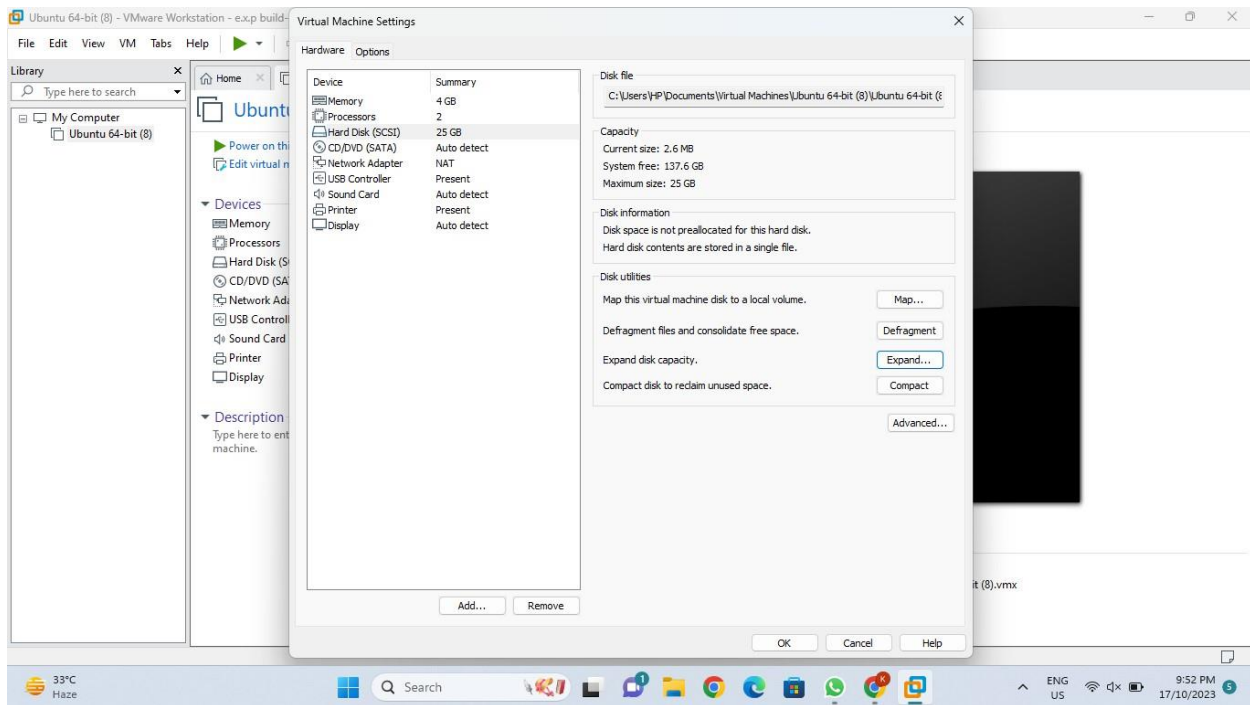 Ubuntu 64-bit (8) - VMware Workstation - e.x.p build-
File Edit View VM Tabs Help
Library
Type here to search
My Computer
Ubuntu 64-bit (8)
Home
Ubuntu
Power on thi
Edit virtual m
Devices
Memory
Processors
Hard Disk (S
CD/DVD (SA
Network Ada
USB Controll
Sound Card
Printer
Display
Description
Type here to ent
machine.
Virtual Machine Settings
Hardware Options
Device Summary
Memory 4 GB
Processors 2
Hard Disk (SCSI) 25 GB
CD/DVD (SATA) Auto detect
Network Adapter NAT
USB Controller Present
Sound Card Auto detect
Printer Present
Display Auto detect
Add... Remove
Disk file
C:\Users\HP\Documents\Virtual Machines\Ubuntu 64-bit (8)\Ubuntu 64-bit (8
Capacity
Current size: 2.6 MB
System free: 137.6 GB
Maximum size: 25 GB
Disk information
Disk space is not preallocated for this hard disk.
Hard disk contents are stored in a single file.
Disk utilities
Map this virtual machine disk to a local volume. Map...
Defragment files and consolidate free space. Defragment
Expand disk capacity. Expand...
Compact disk to reclaim unused space. Compact
Advanced...
OK Cancel Help
it (8).vmx
33°C
Haze
Search
1
K
ENG
US
9:52 PM
17/10/2023
5